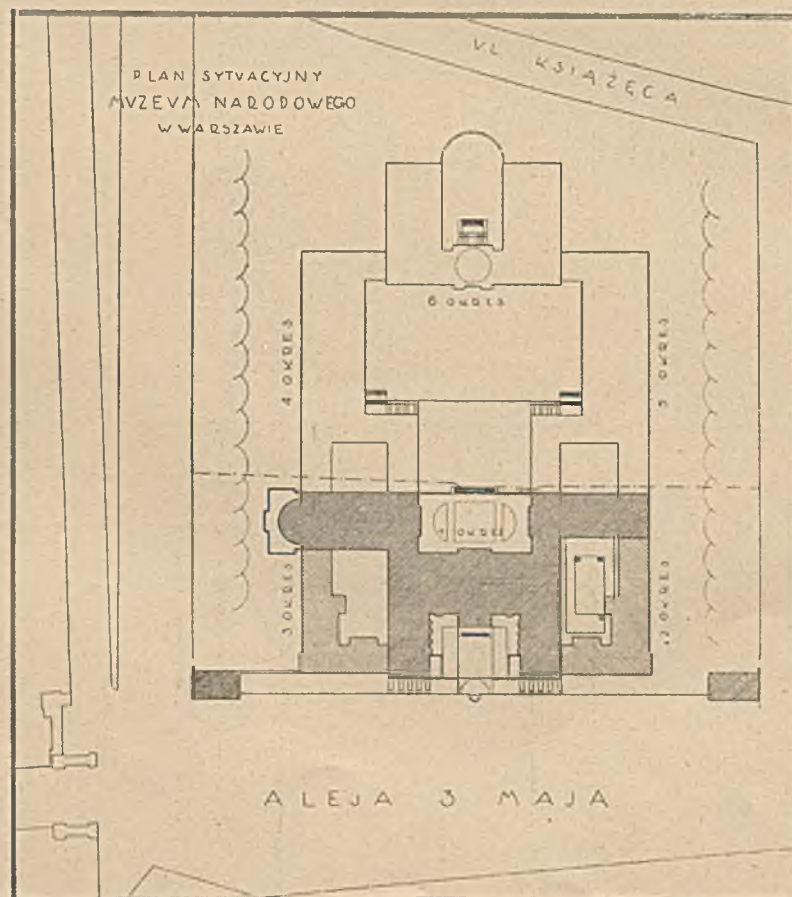 PLAN SYTVACYJNY
MVZEVM NARODOWEGO
W WARSZAWIE
VL KSIĄŻĘCA
6 OKRES
4 OKRES
5 OKRES
1 OKRES
3 OKRES
2 OKRES
ALEJA 3 MAJA